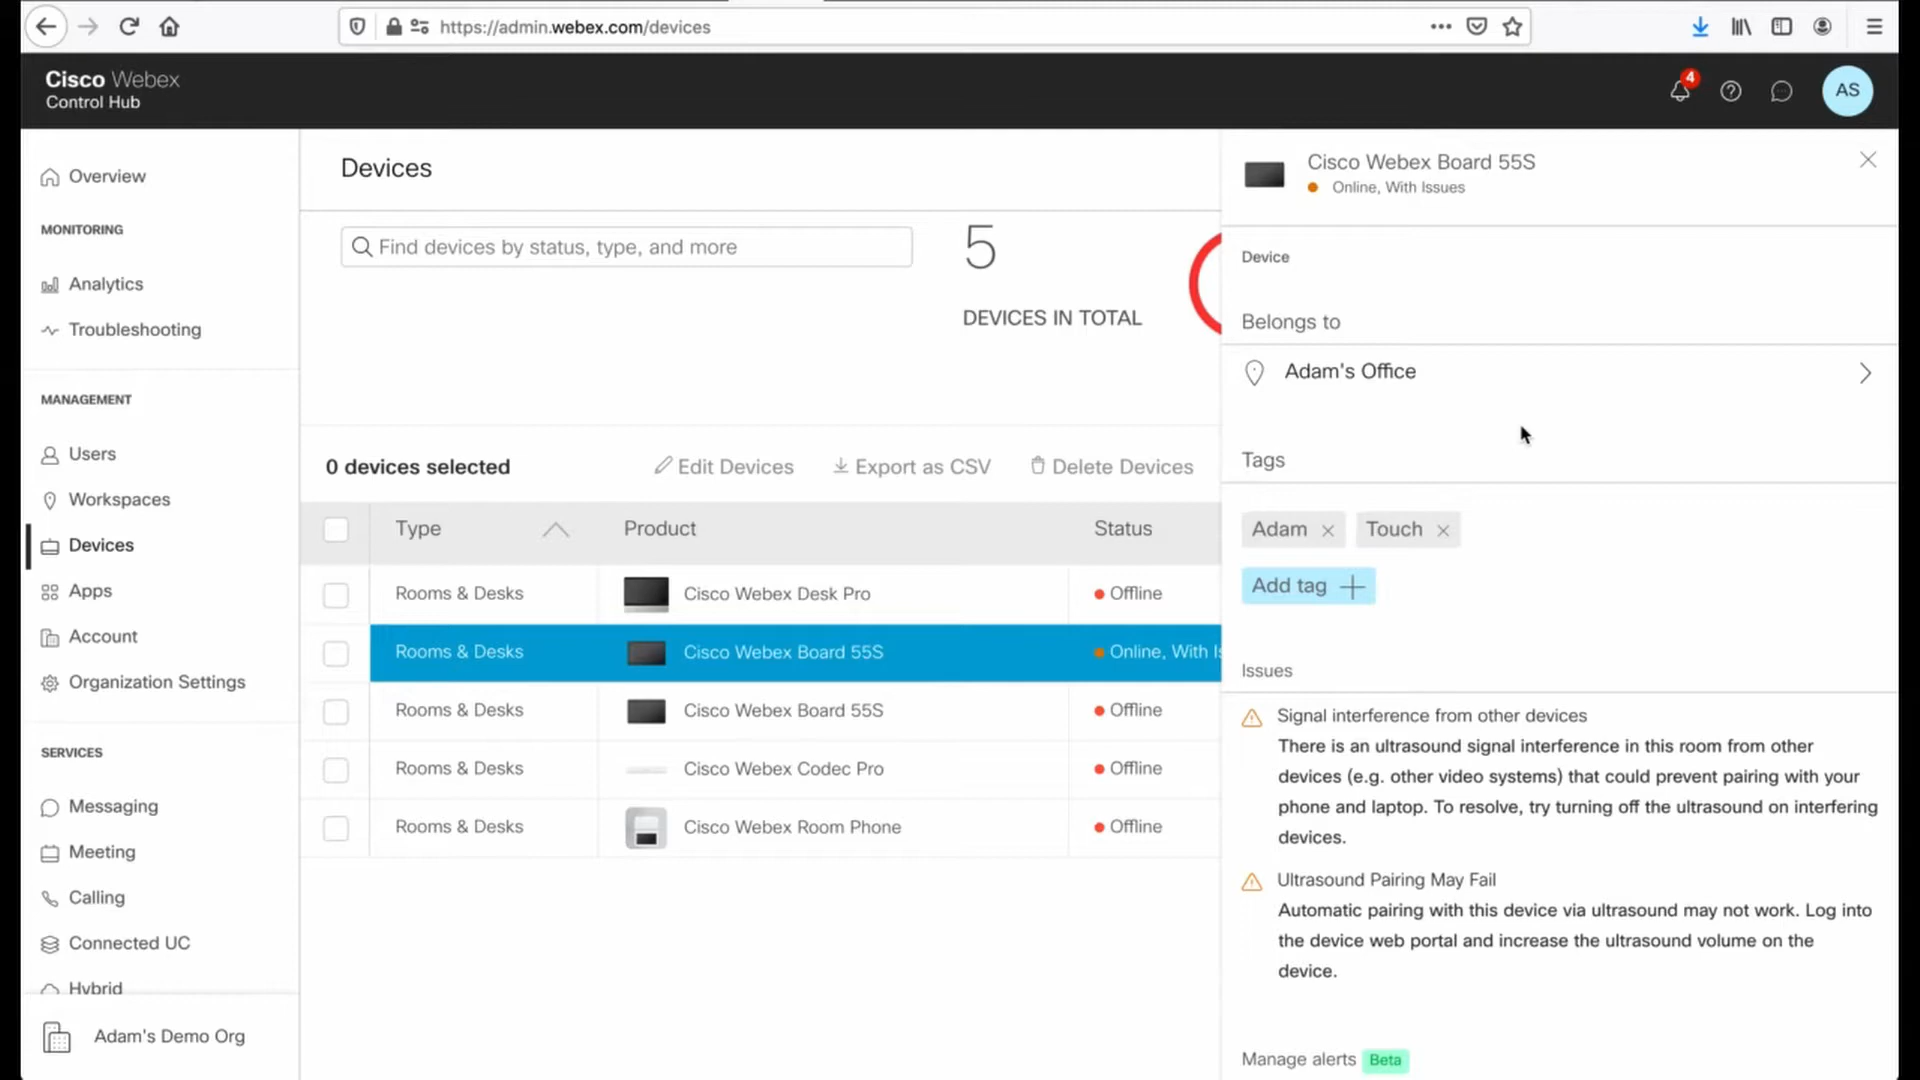 https://admin.webex.com/devices
Cisco Webex
Control Hub
4
AS
Overview
MONITORING
Analytics
Troubleshooting
MANAGEMENT
Users
Workspaces
Devices
Apps
Account
Organization Settings
SERVICES
Messaging
Meeting
Calling
Connected UC
Hybrid
Adam's Demo Org
Devices
Find devices by status, type, and more
5
DEVICES IN TOTAL
0 devices selected
Edit Devices
Export as CSV
Delete Devices
Type Product Status
Rooms & Desks Cisco Webex Desk Pro Offline
Rooms & Desks Cisco Webex Board 55S Online, With Is
Rooms & Desks Cisco Webex Board 55S Offline
Rooms & Desks Cisco Webex Codec Pro Offline
Rooms & Desks Cisco Webex Room Phone Offline
Cisco Webex Board 55S
Online, With Issues
Device
Belongs to
Adam's Office
Tags
Adam × Touch ×
Add tag +
Issues
Signal interference from other devices
There is an ultrasound signal interference in this room from other
devices (e.g. other video systems) that could prevent pairing with your
phone and laptop. To resolve, try turning off the ultrasound on interfering
devices.
Ultrasound Pairing May Fail
Automatic pairing with this device via ultrasound may not work. Log into
the device web portal and increase the ultrasound volume on the
device.
Manage alerts Beta